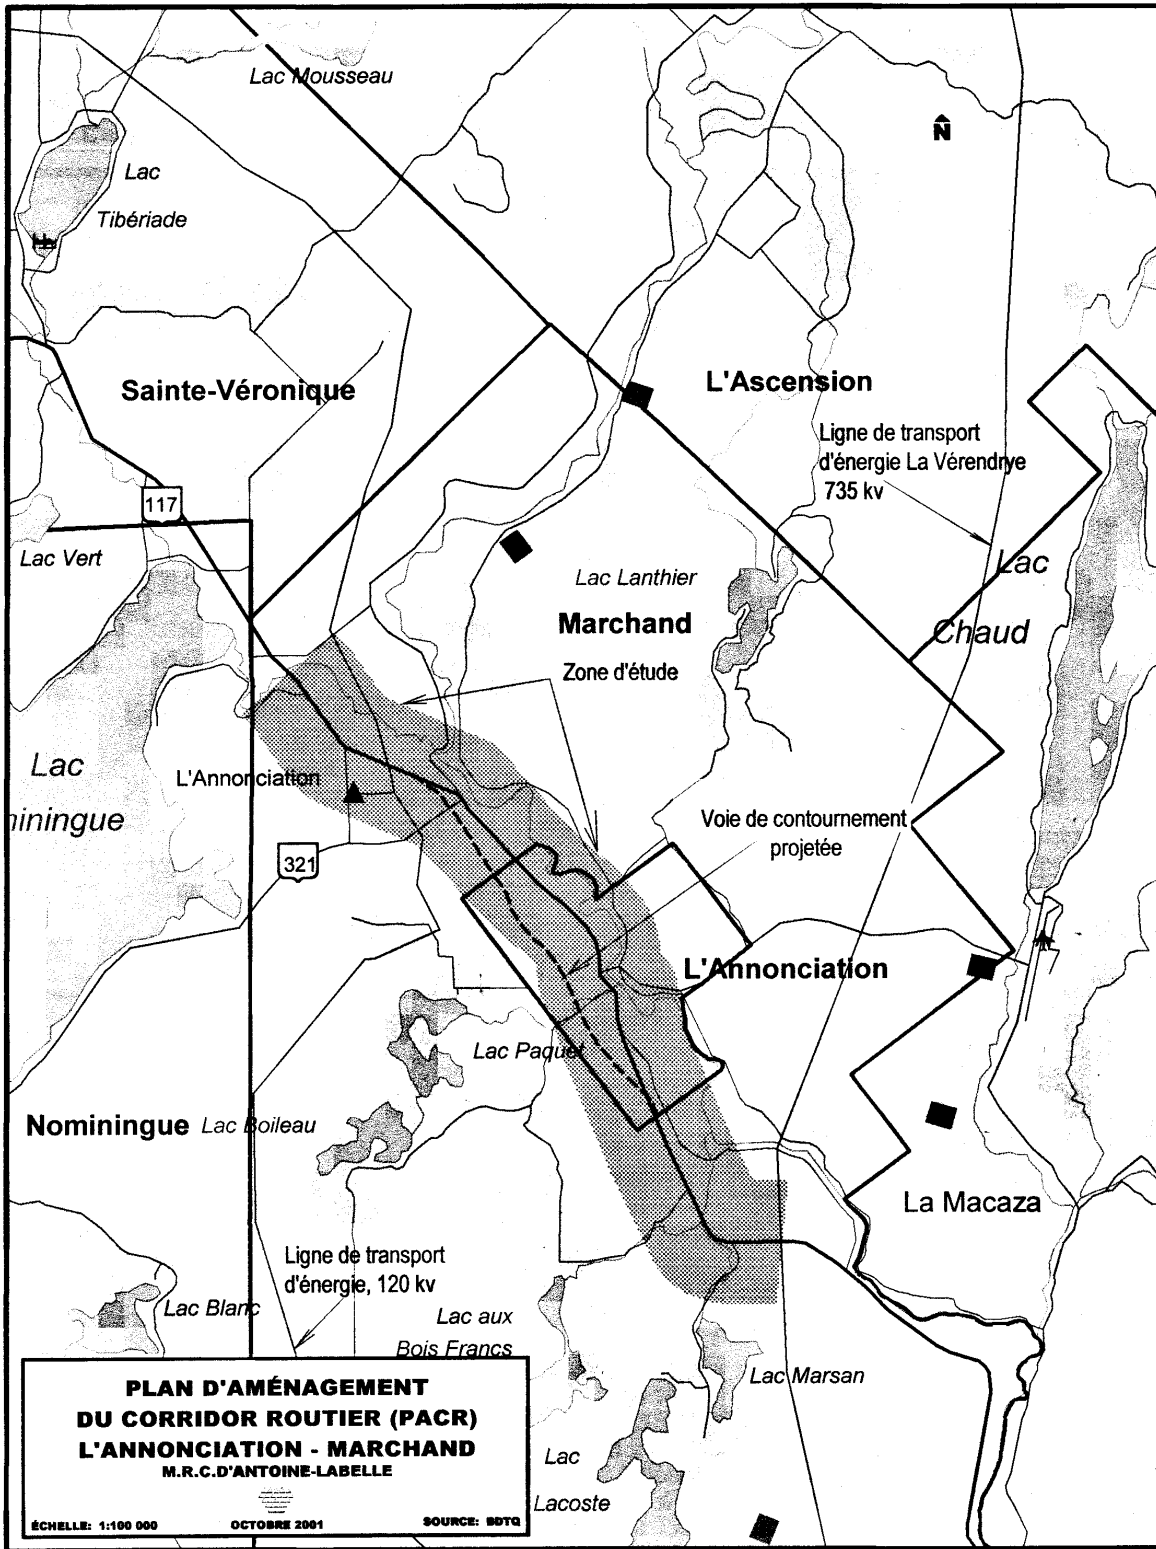 Lac Mousseau
N
Lac
Tibériade
Sainte-Véronique
L'Ascension
Ligne de transport
d'énergie La Vérendrye
735 kv
117
Lac Vert
Lac Lanthier
Lac
Chaud
Marchand
Zone d'étude
Lac
niningue
L'Annonciation
Voie de contournement
projetée
321
L'Annonciation
Lac Paquet
Nominingue
Lac Boileau
La Macaza
Ligne de transport
d'énergie, 120 kv
Lac Blanc
Lac aux
Bois Francs
Lac Marsan
Lac
Lacoste
PLAN D'AMÉNAGEMENT
DU CORRIDOR ROUTIER (PACR)
L'ANNONCIATION - MARCHAND
M.R.C.D'ANTOINE-LABELLE
ÉCHELLE: 1:100 000
OCTOBRE 2001
SOURCE: BDTQ